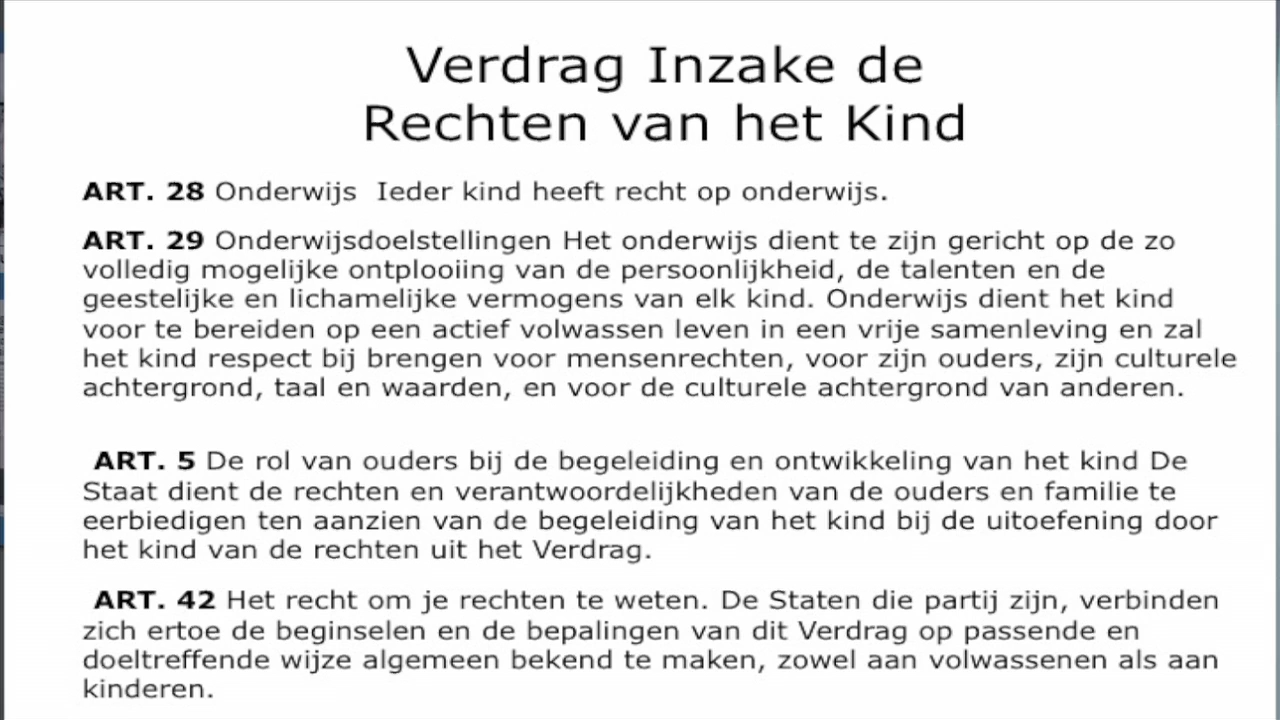 Verdrag Inzake de
Rechten van het Kind
ART. 28 Onderwijs  Ieder kind heeft recht op onderwijs.
ART. 29 Onderwijsdoelstellingen Het onderwijs dient te zijn gericht op de zo
volledig mogelijke ontplooiing van de persoonlijkheid, de talenten en de
geestelijke en lichamelijke vermogens van elk kind. Onderwijs dient het kind
voor te bereiden op een actief volwassen leven in een vrije samenleving en zal
het kind respect bij brengen voor mensenrechten, voor zijn ouders, zijn culturele
achtergrond, taal en waarden, en voor de culturele achtergrond van anderen.
ART. 5 De rol van ouders bij de begeleiding en ontwikkeling van het kind De
Staat dient de rechten en verantwoordelijkheden van de ouders en familie te
eerbiedigen ten aanzien van de begeleiding van het kind bij de uitoefening door
het kind van de rechten uit het Verdrag.
ART. 42 Het recht om je rechten te weten. De Staten die partij zijn, verbinden
zich ertoe de beginselen en de bepalingen van dit Verdrag op passende en
doeltreffende wijze algemeen bekend te maken, zowel aan volwassenen als aan
kinderen.